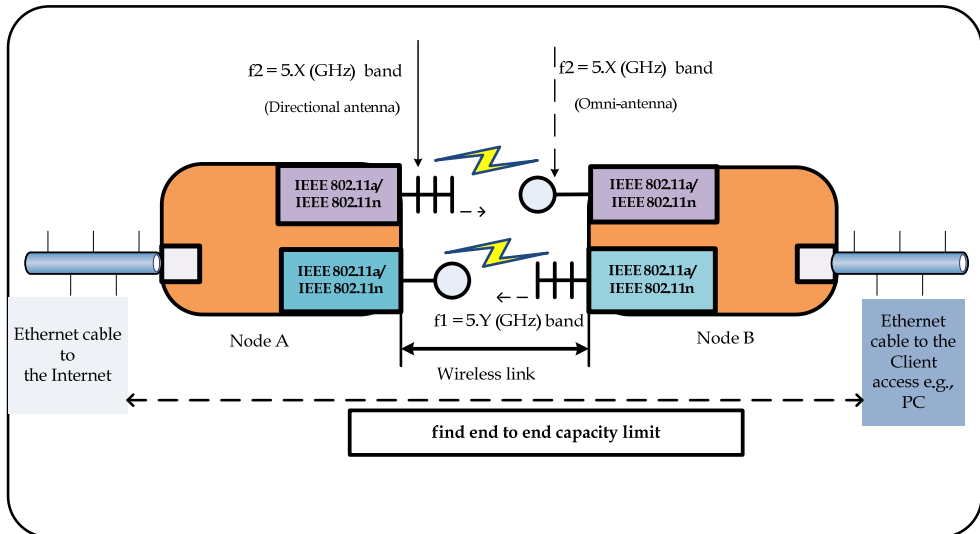 f2 = 5.X (GHz) band
(Directional antenna)
f2 = 5.X (GHz) band
(Omni-antenna)
IEEE 802.11a/
IEEE 802.11n
IEEE 802.11a/
IEEE 802.11n
IEEE 802.11a/
IEEE 802.11n
IEEE 802.11a/
IEEE 802.11n
f1 = 5.Y (GHz) band
Node A
Node B
Wireless link
Ethernet cable
to
the Internet
Ethernet
cable to the
Client
access e.g.,
PC
find end to end capacity limit